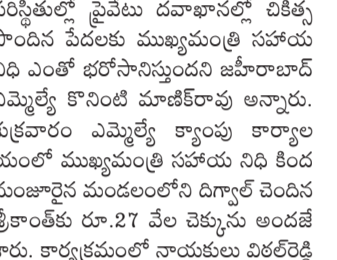 పరిస్థితుల్లో ప్రైవేటు దవాఖానల్లో చికిత్స
పొందిన పేదలకు ముఖ్యమంత్రి సహాయ
నిధి ఎంతో భరోసానిస్తుందని జహీరాబాద్
ఎమ్మెల్యే కొనింటి మాణిక్‌రావు అన్నారు.
శుక్రవారం ఎమ్మెల్యే క్యాంపు కార్యాల
యంలో ముఖ్యమంత్రి సహాయ నిధి కింద
మంజూరైన మండలంలోని దిగ్వాల్ చెందిన
శ్రీకాంత్‌కు రూ.27 వేల చెక్కును అందజే
శారు. కార్యక్రమంలో నాయకులు విఠల్‌రెడ్డి